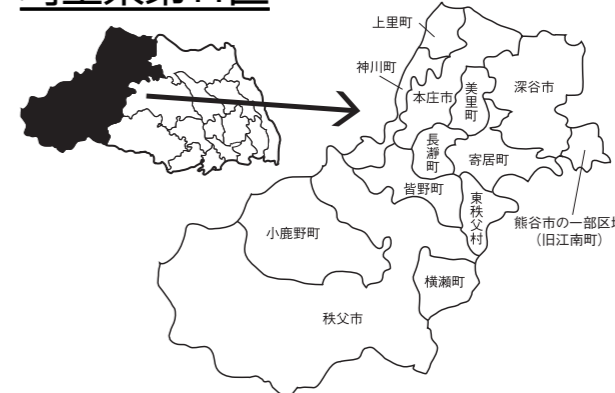 上里町
神川町
本庄市
美里町
深谷市
長瀞町
寄居町
皆野町
東秩父村
熊谷市の一部区域
（旧江南町）
小鹿野町
横瀬町
秩父市